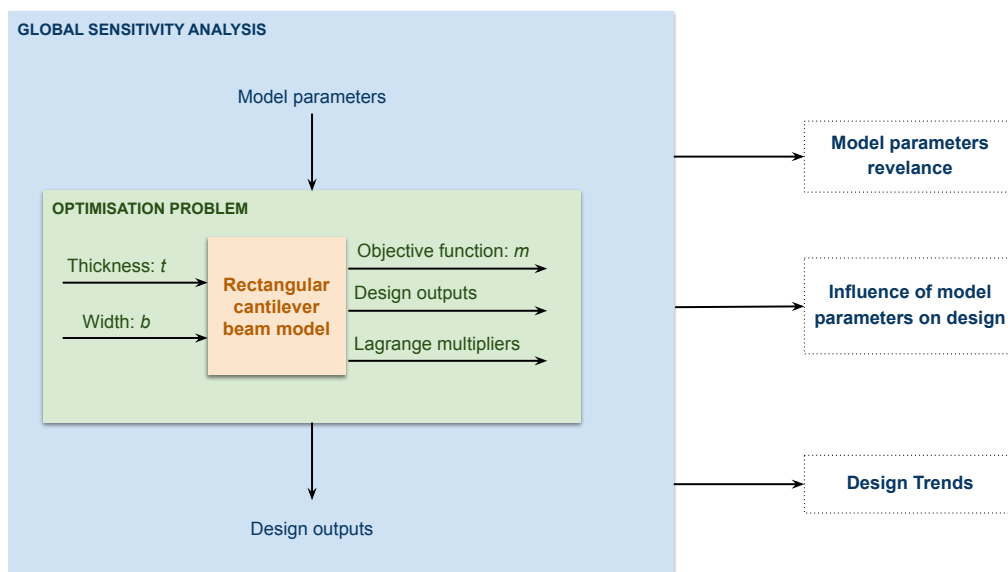 GLOBAL SENSITIVITY ANALYSIS
Model parameters
OPTIMISATION PROBLEM
Thickness: t
Width: b
Rectangular
cantilever
beam model
Objective function: m
Design outputs
Lagrange multipliers
Design outputs
Model parameters
revelance
Influence of model
parameters on design
Design Trends